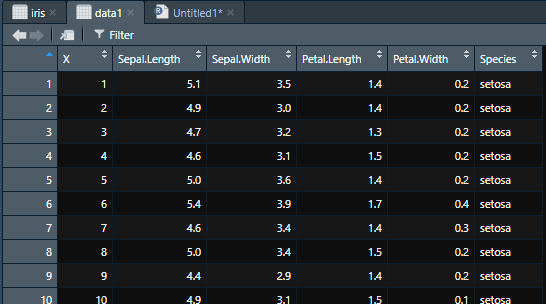 iris data1 Untitled1*
Filter
X Sepal.Length Sepal.Width Petal.Length Petal.Width Species
1 1 5.1 3.5 1.4 0.2 setosa
2 2 4.9 3.0 1.4 0.2 setosa
3 3 4.7 3.2 1.3 0.2 setosa
4 4 4.6 3.1 1.5 0.2 setosa
5 5 5.0 3.6 1.4 0.2 setosa
6 6 5.4 3.9 1.7 0.4 setosa
7 7 4.6 3.4 1.4 0.3 setosa
8 8 5.0 3.4 1.5 0.2 setosa
9 9 4.4 2.9 1.4 0.2 setosa
10 10 4.9 3.1 1.5 0.1 setosa